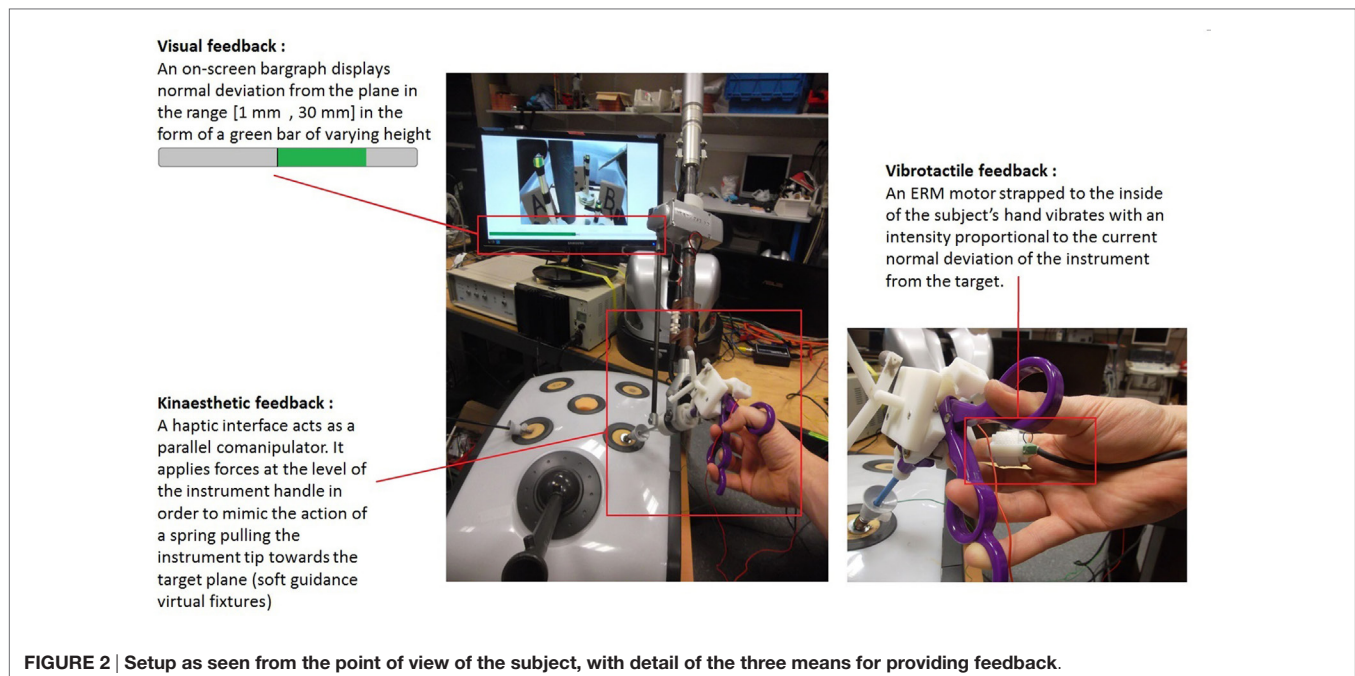 Visual feedback :
An on-screen bargraph displays
normal deviation from the plane in
the range [1 mm , 30 mm] in the
form of a green bar of varying height
A
B
Vibrotactile feedback :
An ERM motor strapped to the inside
of the subject's hand vibrates with an
intensity proportional to the current
normal deviation of the instrument
from the target.
Kinaesthetic feedback :
A haptic interface acts as a
parallel comanipulator. It
applies forces at the level of
the instrument handle in
order to mimic the action of
a spring pulling the
instrument tip towards the
target plane (soft guidance
virtual fixtures)
FIGURE 2 | Setup as seen from the point of view of the subject, with detail of the three means for providing feedback.